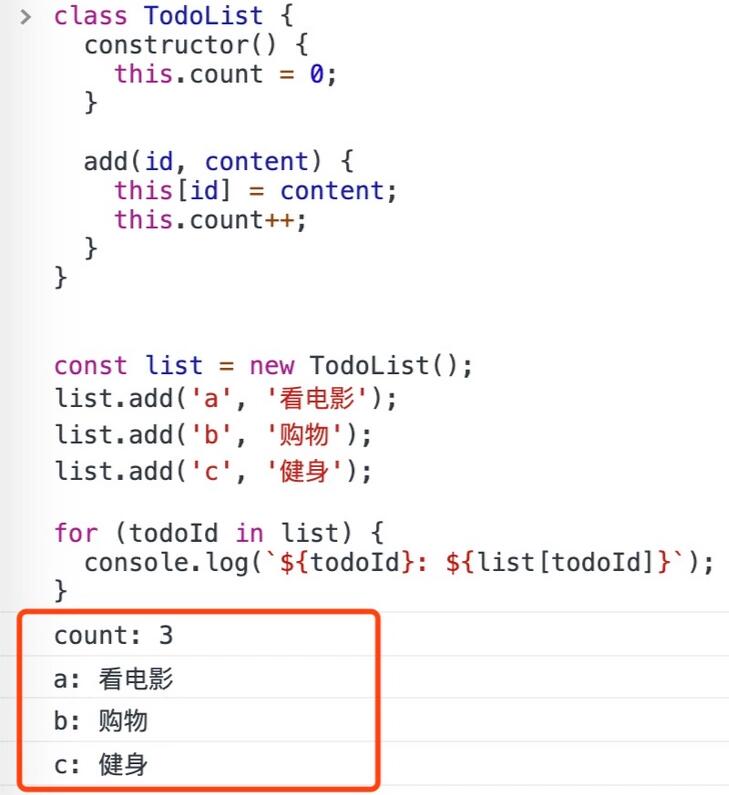 > class TodoList {
  constructor() {
    this.count = 0;
  }

  add(id, content) {
    this[id] = content;
    this.count++;
  }
}

const list = new TodoList();
list.add('a', '看电影');
list.add('b', '购物');
list.add('c', '健身');

for (todoId in list) {
  console.log(`${todoId}: ${list[todoId]}`);
}
count: 3
a: 看电影
b: 购物
c: 健身